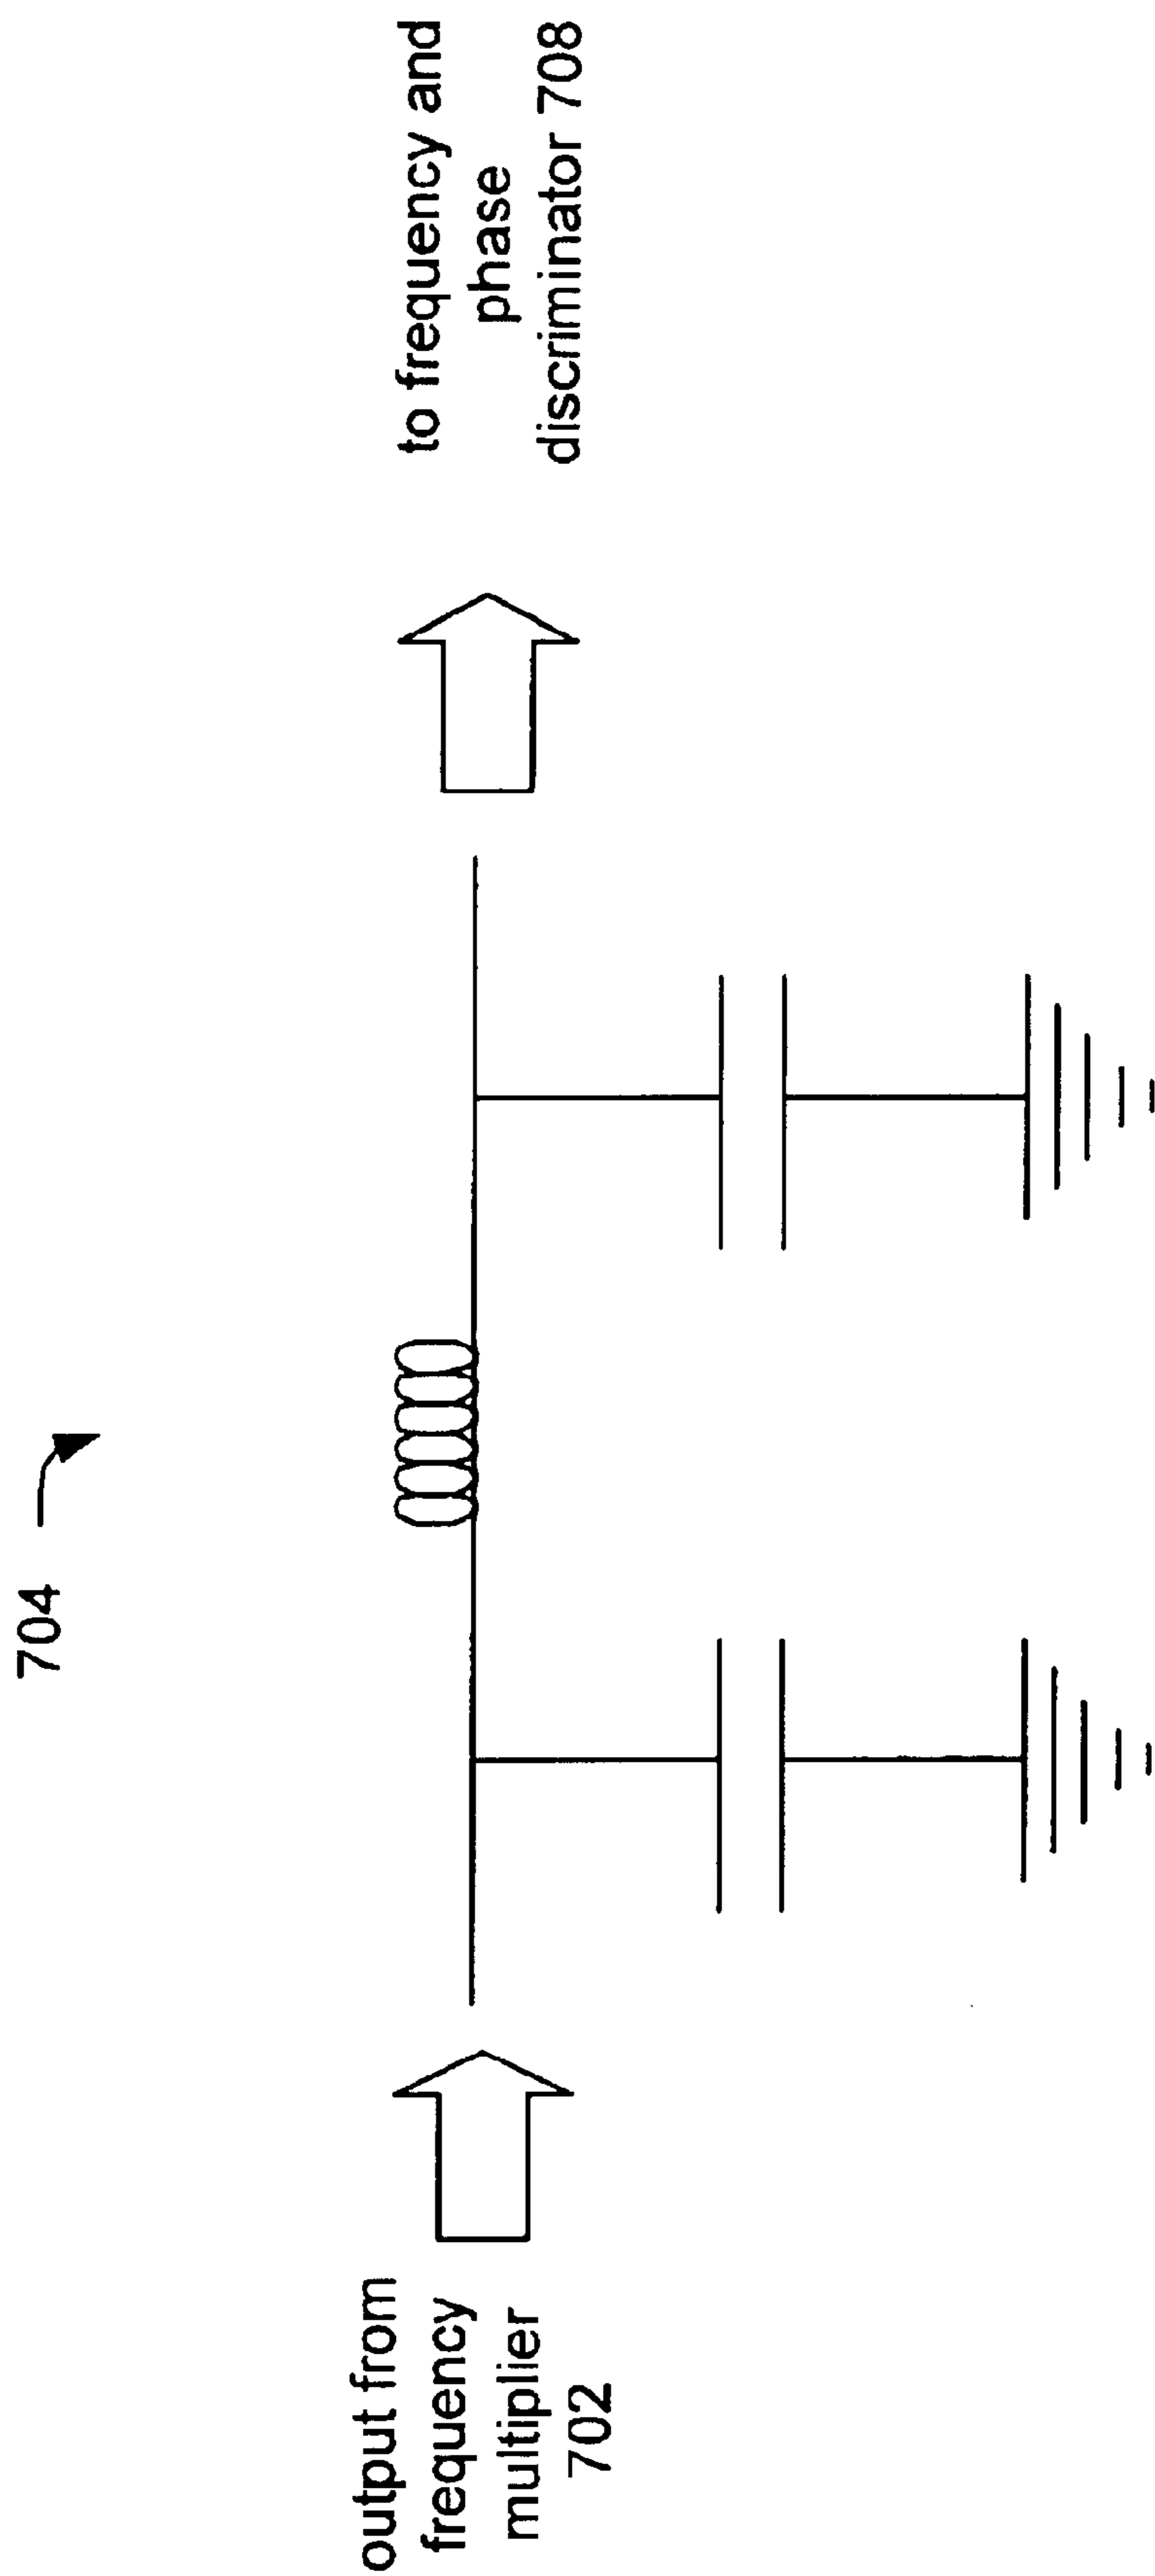 704
output from
frequency
multiplier
702
to frequency and
phase
discriminator 708